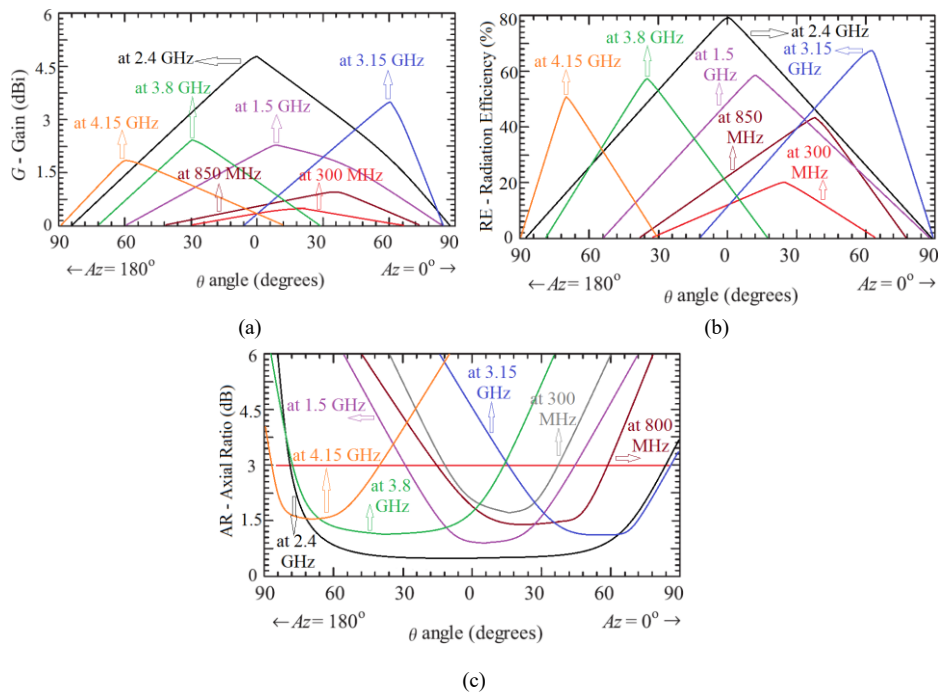 6
4.5
3
1.5
0
G - Gain (dBi)
at 2.4 GHz
at 3.15 GHz
at 3.8 GHz
at 1.5 GHz
at 4.15 GHz
at 850 MHz
at 300 MHz
90 60 30 0 30 60 90
←Az= 180°
Az= 0° →
θ angle (degrees)
(a)
80
60
40
20
0
RE - Radiation Efficiency (%)
at 2.4 GHz
at 3.8 GHz
at 3.15
GHz
at 4.15 GHz
at 1.5
GHz
at 850
MHz
at 300
MHz
90 60 30 0 30 60 90
←Az= 180°
Az= 0° →
θ angle (degrees)
(b)
6
4.5
3
1.5
0
AR - Axial Ratio (dB)
at 3.15
GHz
at 1.5 GHz
at 300
MHz
at 800
MHz
at 4.15 GHz
at 3.8
GHz
at 2.4
GHz
90 60 30 0 30 60 90
←Az= 180°
Az= 0° →
θ angle (degrees)
(c)